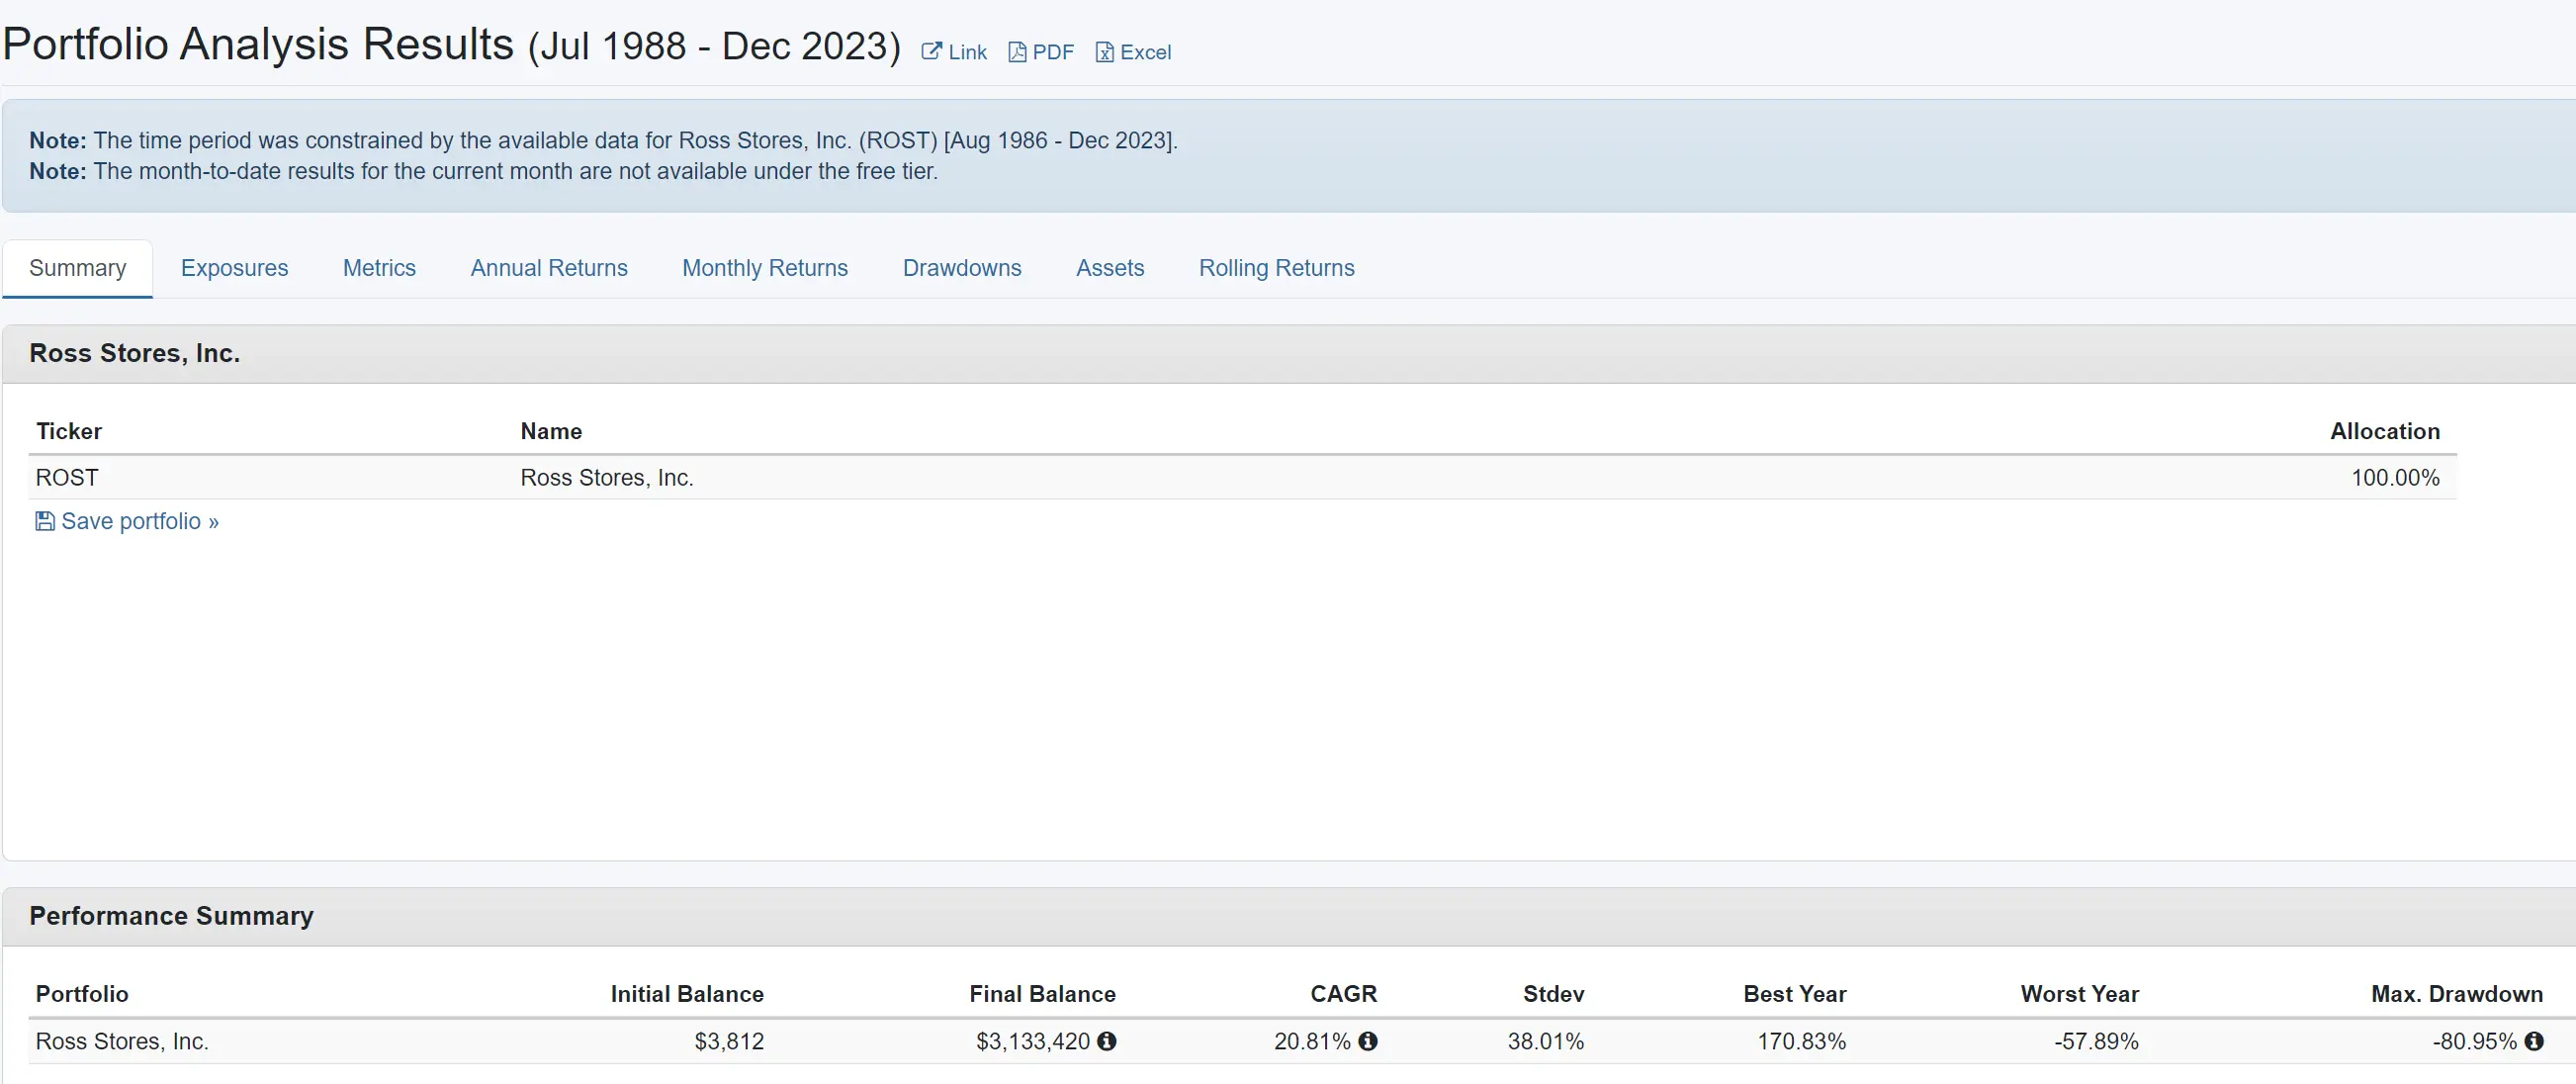 Portfolio Analysis Results (Jul 1988 - Dec 2023) Link PDF Excel
Note: The time period was constrained by the available data for Ross Stores, Inc. (ROST) [Aug 1986 - Dec 2023].
Note: The month-to-date results for the current month are not available under the free tier.
Summary Exposures Metrics Annual Returns Monthly Returns Drawdowns Assets Rolling Returns
Ross Stores, Inc.
Ticker Name Allocation
ROST Ross Stores, Inc. 100.00%
Save portfolio »
Performance Summary
Portfolio Initial Balance Final Balance CAGR Stdev Best Year Worst Year Max. Drawdown
Ross Stores, Inc. $3,812 $3,133,420 20.81% 38.01% 170.83% -57.89% -80.95%